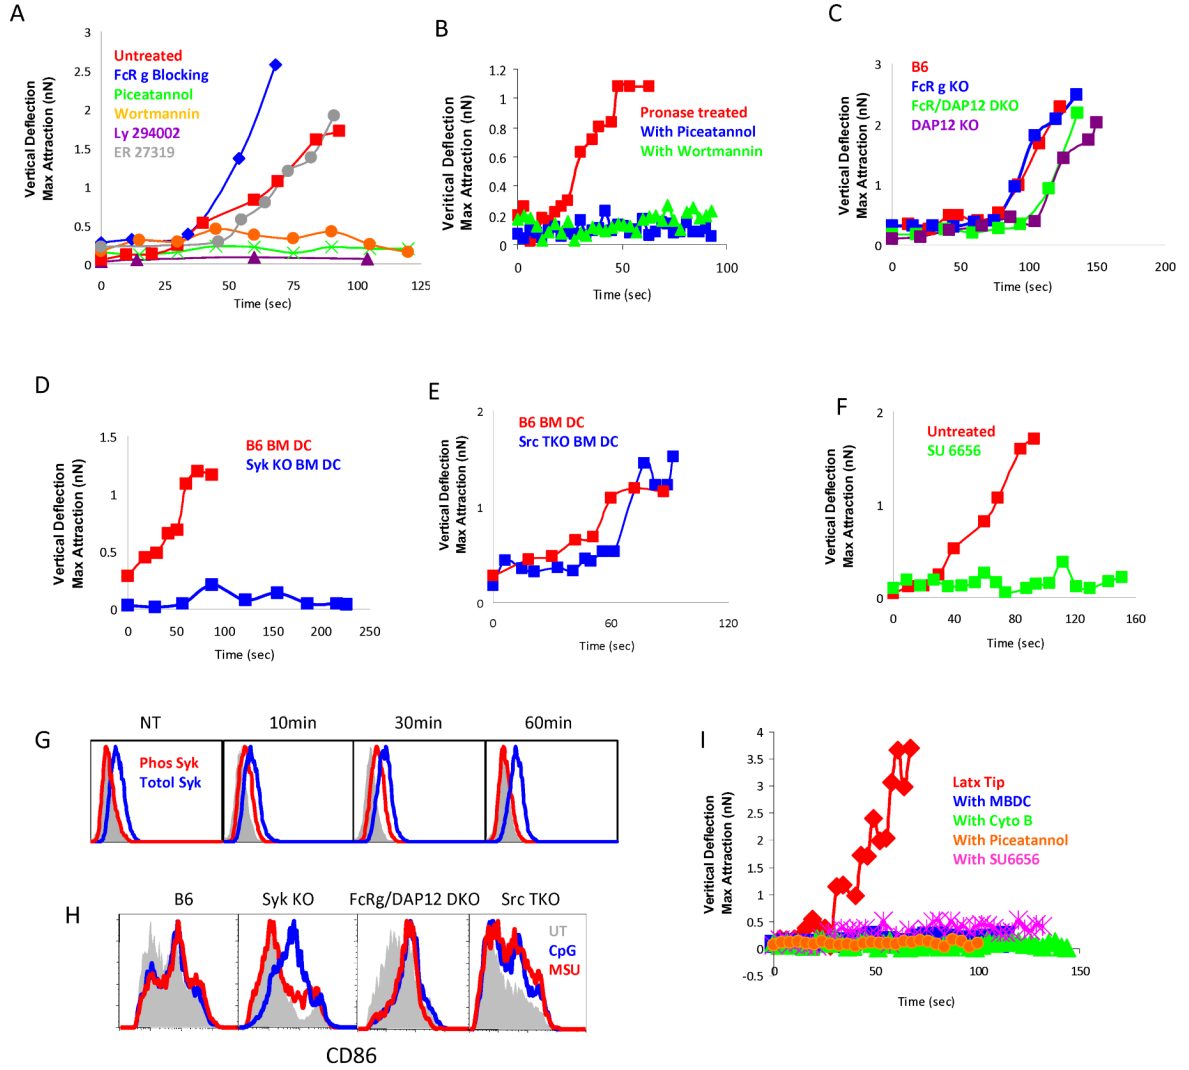 A
Vertical Deflection
Max Attraction (nN)
3
2.5
2
1.5
1
0.5
0
Untreated
FcR g Blocking
Piceatannol
Wortmannin
Ly 294002
ER 27319
0 25 50 75 100 125
Time (sec)
B
Veritical Deflection
Max Attraction (nN)
1.2
1
0.8
0.6
0.4
0.2
0
Pronase treated
With Piceatannol
With Wortmannin
0 50 100
Time (sec)
C
Vertical Deflection
Max Attraction (nN)
3
2
1
0
B6
FcR g KO
FcR/DAP12 DKO
DAP12 KO
0 50 100 150 200
Time (sec)
D
Vertical Deflection
Max Attraction (nN)
1.5
1
0.5
0
B6 BM DC
Syk KO BM DC
0 50 100 150 200 250
Time (sec)
E
Vertical Deflection
Max Attraction (nN)
2
1
0
B6 BM DC
Src TKO BM DC
0 60 120
Time (sec)
F
Vertical Deflection
Max Attraction (nN)
2
1
0
Untreated
SU 6656
0 40 80 120 160
Time (sec)
G
NT 10min 30min 60min
Phos Syk
Totol Syk
H
B6 Syk KO FcRg/DAP12 DKO Src TKO
UT
CpG
MSU
CD86
I
Veritical Deflection
Max Attraction (nN)
4
3.5
3
2.5
2
1.5
1
0.5
0
-0.5
Latx Tip
With MBDC
With Cyto B
With Piceatannol
With SU6656
0 50 100 150
Time (sec)